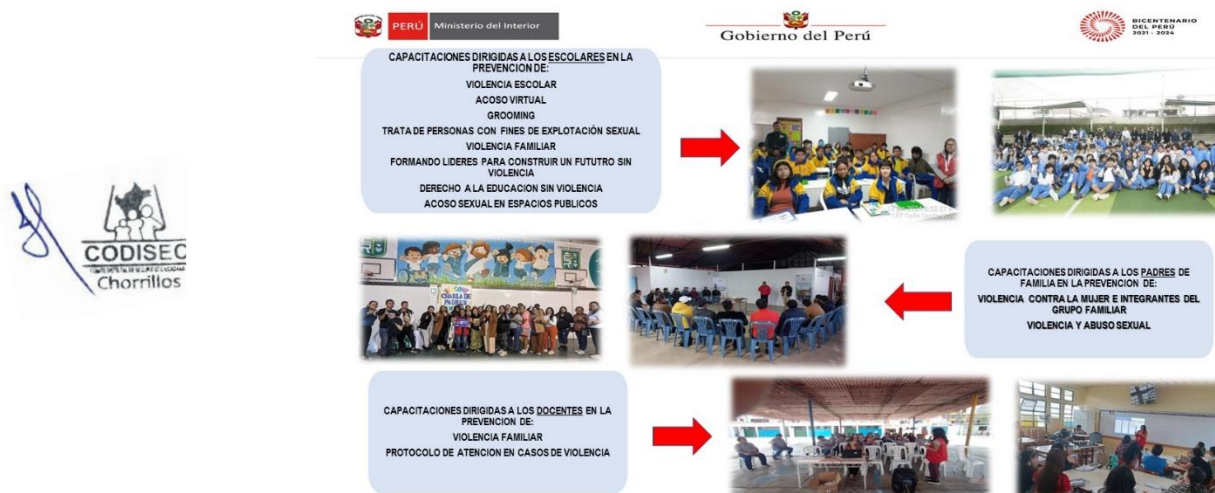 PERÚ
Ministerio del Interior
Gobierno del Perú
BICENTENARIO
DEL PERÚ
2021 - 2024
CAPACITACIONES DIRIGIDAS A LOS ESCOLARES EN LA
PREVENCION DE:
VIOLENCIA ESCOLAR
ACOSO VIRTUAL
GROOMING
TRATA DE PERSONAS CON FINES DE EXPLOTACIÓN SEXUAL
VIOLENCIA FAMILIAR
FORMANDO LIDERES PARA CONSTRUIR UN FUTUTRO SIN
VIOLENCIA
DERECHO A LA EDUCACION SIN VIOLENCIA
ACOSO SEXUAL EN ESPACIOS PUBLICOS
CODISEC
Chorrillos
CHARLA DE
PADRES
CAPACITACIONES DIRIGIDAS A LOS PADRES DE
FAMILIA EN LA PREVENCION DE:
VIOLENCIA CONTRA LA MUJER E INTEGRANTES DEL
GRUPO FAMILIAR
VIOLENCIA Y ABUSO SEXUAL
CAPACITACIONES DIRIGIDAS A LOS DOCENTES EN LA
PREVENCION DE:
VIOLENCIA FAMILIAR
PROTOCOLO DE ATENCION EN CASOS DE VIOLENCIA